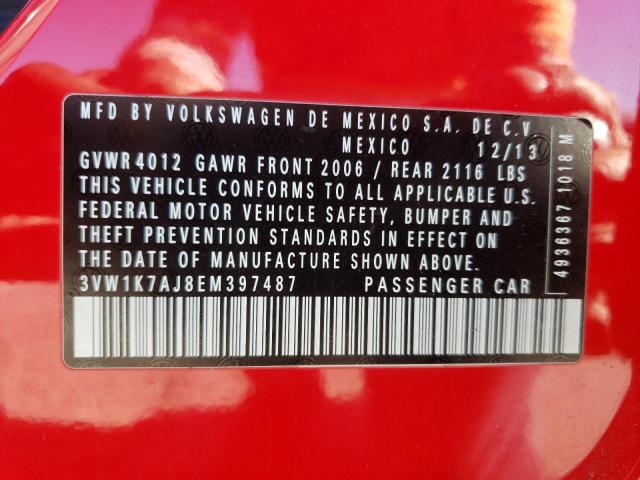 MFD BY VOLKSWAGEN DE MEXICO S.A. DE C.V
MEXICO 12/13
GVWR 4012 GAWR FRONT 2006 / REAR 2116 LBS
THIS VEHICLE CONFORMS TO ALL APPLICABLE U.S.
FEDERAL MOTOR VEHICLE SAFETY, BUMPER AND
THEFT PREVENTION STANDARDS IN EFFECT ON
THE DATE OF MANUFACTURE SHOWN ABOVE.
3VW1K7AJ8EM397487 PASSENGER CAR
4936367 1018 M